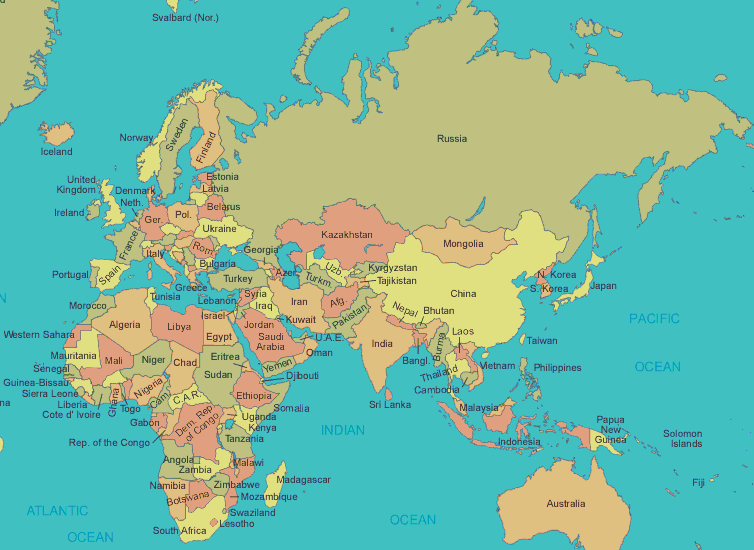 Svalbard (Nor.)
Iceland
Norway
Sweden
Finland
Russia
United
Kingdom
Denmark
Estonia
Latvia
Neth.
Belarus
Ireland
Ger.
Pol.
Ukraine
France
Kazakhstan
Mongolia
Italy
Rom.
Georgia
Bulgaria
Portugal
Spain
Turkey
Azer.
Uzb.
Turkm.
Kyrgyzstan
Tajikistan
China
N. Korea
S. Korea
Japan
Greece
Tunisia
Lebanon
Syria
Iraq
Iran
Afg.
Pakistan
Nepal
Bhutan
Morocco
Israel
Kuwait
PACIFIC
Algeria
Libya
Egypt
Jordan
Saudi
Arabia
U.A.E.
Oman
India
Burma
Laos
Taiwan
Western Sahara
Mauritania
Mali
Niger
Chad
Eritrea
Yemen
Bangl.
Thailand
Vietnam
Philippines
OCEAN
Senegal
Sudan
Djibouti
Cambodia
Guinea-Bissau
Sierra Leone
Liberia
Cote d' Ivoire
Ghana
Togo
Nigeria
Cam.
C.A.R.
Ethiopia
Somalia
Sri Lanka
Malaysia
Gabon
Dem. Rep
of Congo
Uganda
Kenya
INDIAN
Indonesia
Papua
New
Guinea
Solomon
Islands
Rep. of the Congo
Tanzania
Angola
Zambia
Malawi
Fiji
Namibia
Zimbabwe
Madagascar
Botswana
Mozambique
Australia
ATLANTIC
OCEAN
Swaziland
Lesotho
South Africa
OCEAN
na